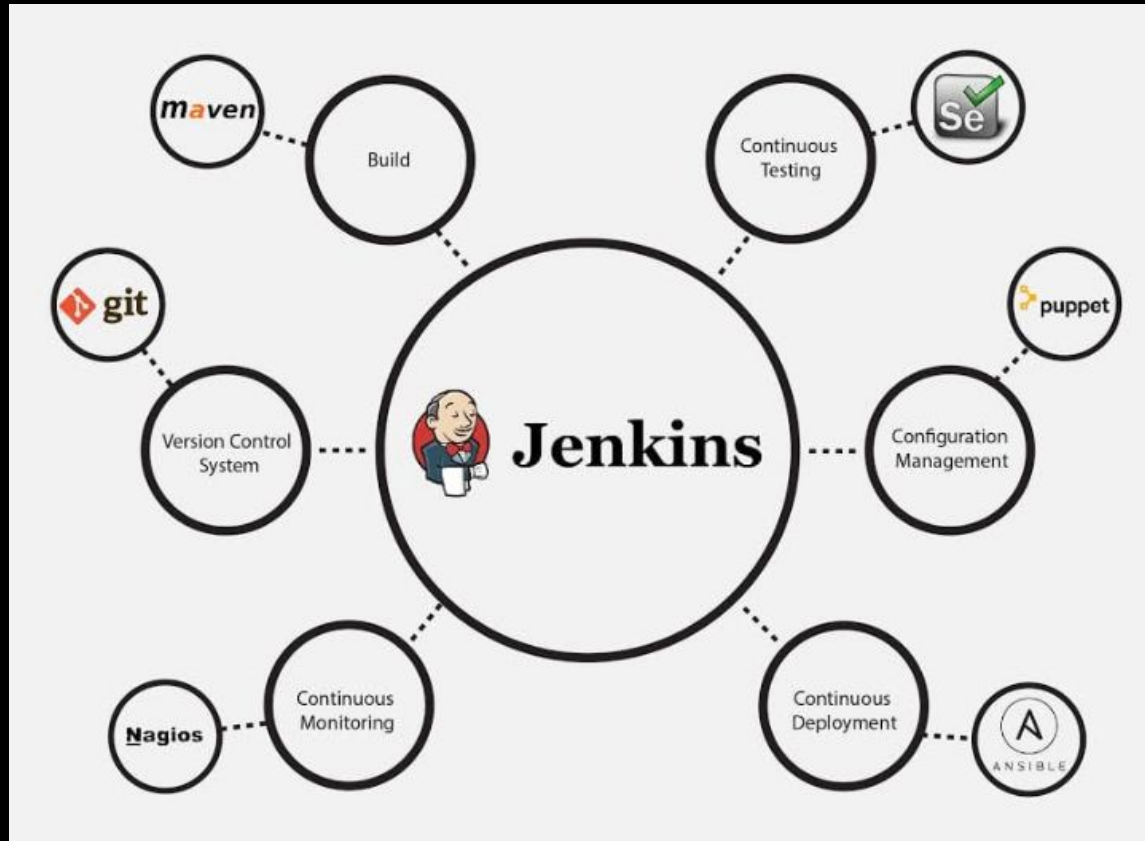 maven
Build
Continuous
Testing
Se
git
puppet
Version Control
System
Jenkins
Configuration
Management
Nagios
Continuous
Monitoring
Continuous
Deployment
A
ANSIBLE